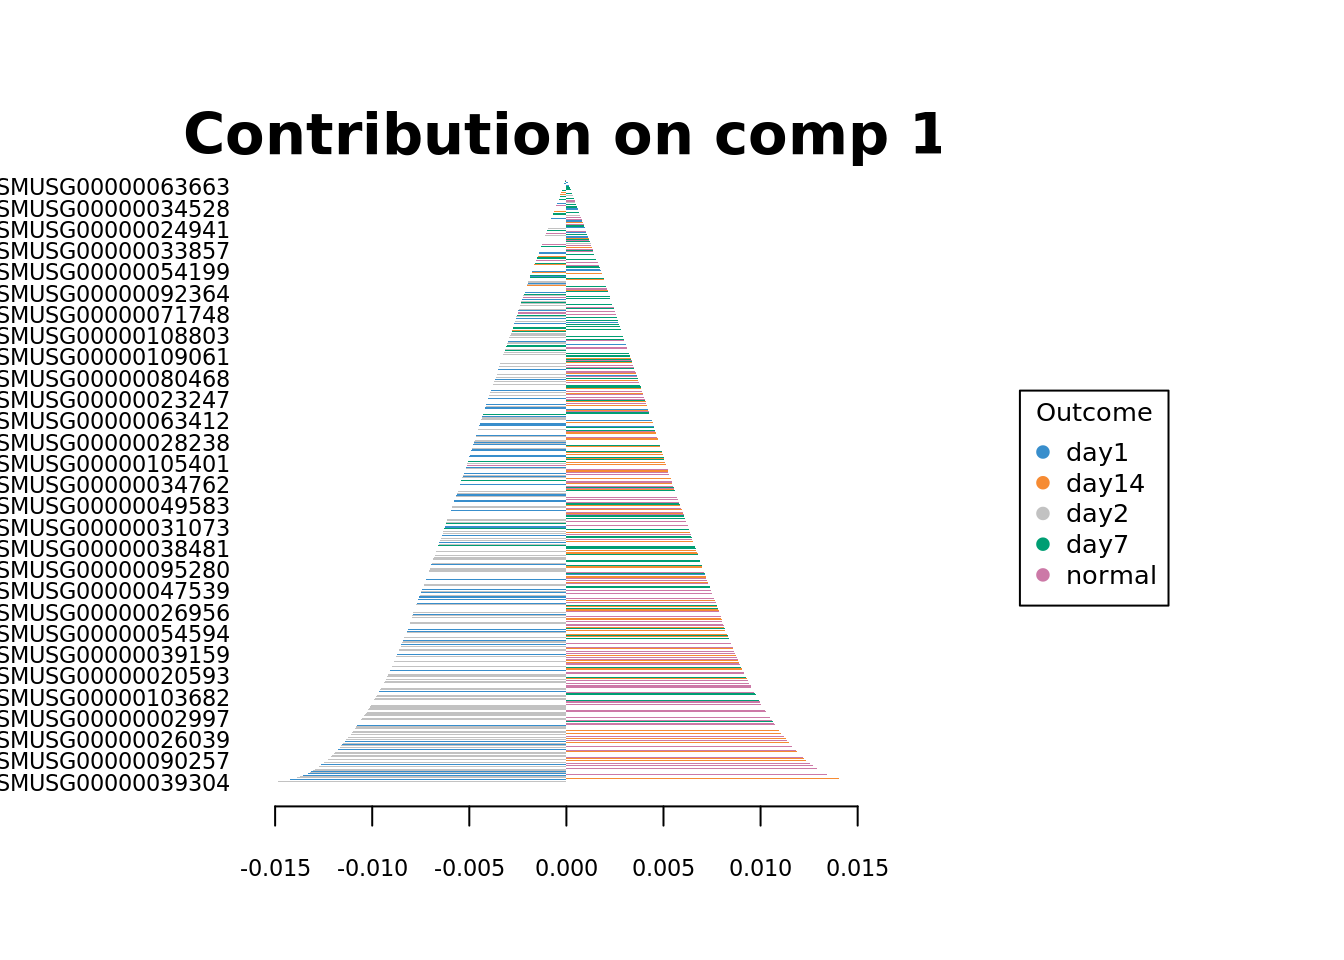 Contribution on comp 1
SMUSG00000063663
SMUSG00000034528
SMUSG00000024941
SMUSG00000033857
SMUSG00000054199
SMUSG00000092364
SMUSG00000071748
SMUSG00000108803
SMUSG00000109061
SMUSG00000080468
SMUSG00000023247
SMUSG00000063412
SMUSG00000028238
SMUSG00000105401
SMUSG00000034762
SMUSG00000049583
SMUSG00000031073
SMUSG00000038481
SMUSG00000095280
SMUSG00000047539
SMUSG00000026956
SMUSG00000054594
SMUSG00000039159
SMUSG00000020593
SMUSG00000103682
SMUSG00000002997
SMUSG00000026039
SMUSG00000090257
SMUSG00000039304
-0.015 -0.010 -0.005 0.000 0.005 0.010 0.015
Outcome
day1
day14
day2
day7
normal